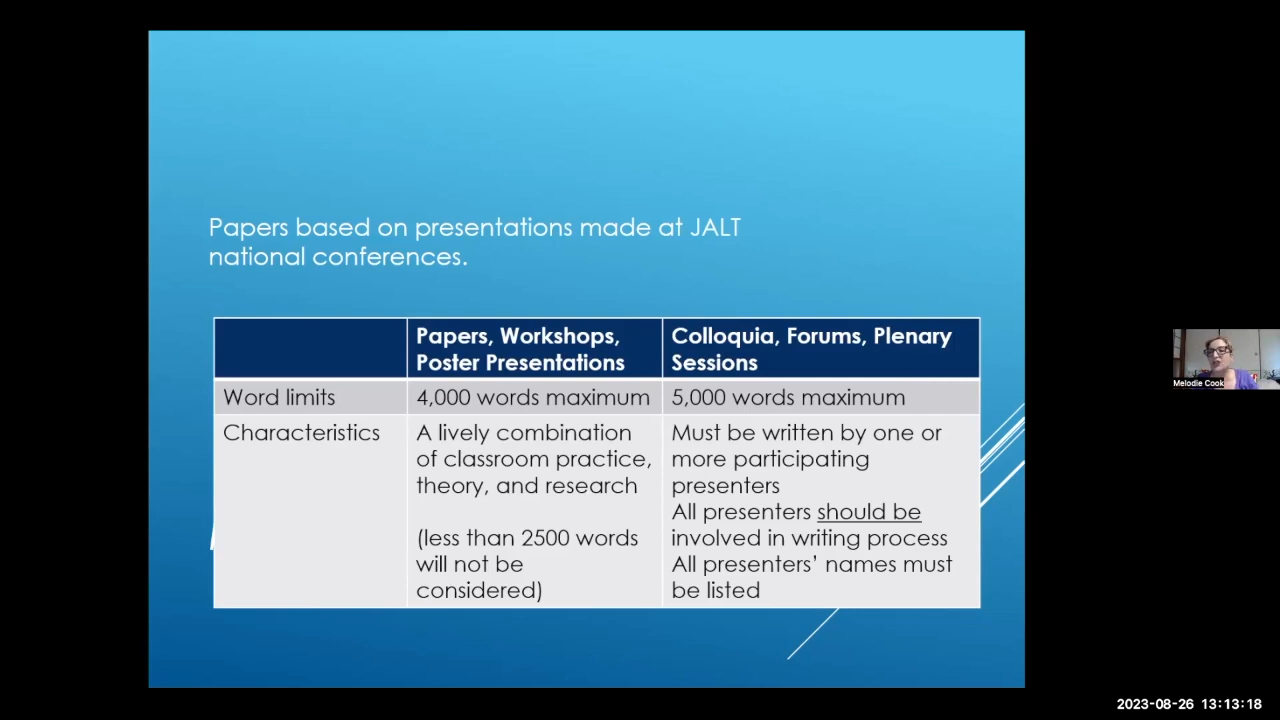 Papers based on presentations made at JALT
national conferences.
Papers, Workshops,
Poster Presentations
Colloquia, Forums, Plenary
Sessions
Word limits
4,000 words maximum
5,000 words maximum
Characteristics
A lively combination
of classroom practice,
theory, and research
(less than 2500 words
will not be
considered)
Must be written by one or
more participating
presenters
All presenters should be
involved in writing process
All presenters’ names must
be listed
Melodie Cook
2023-08-26 13:13:18